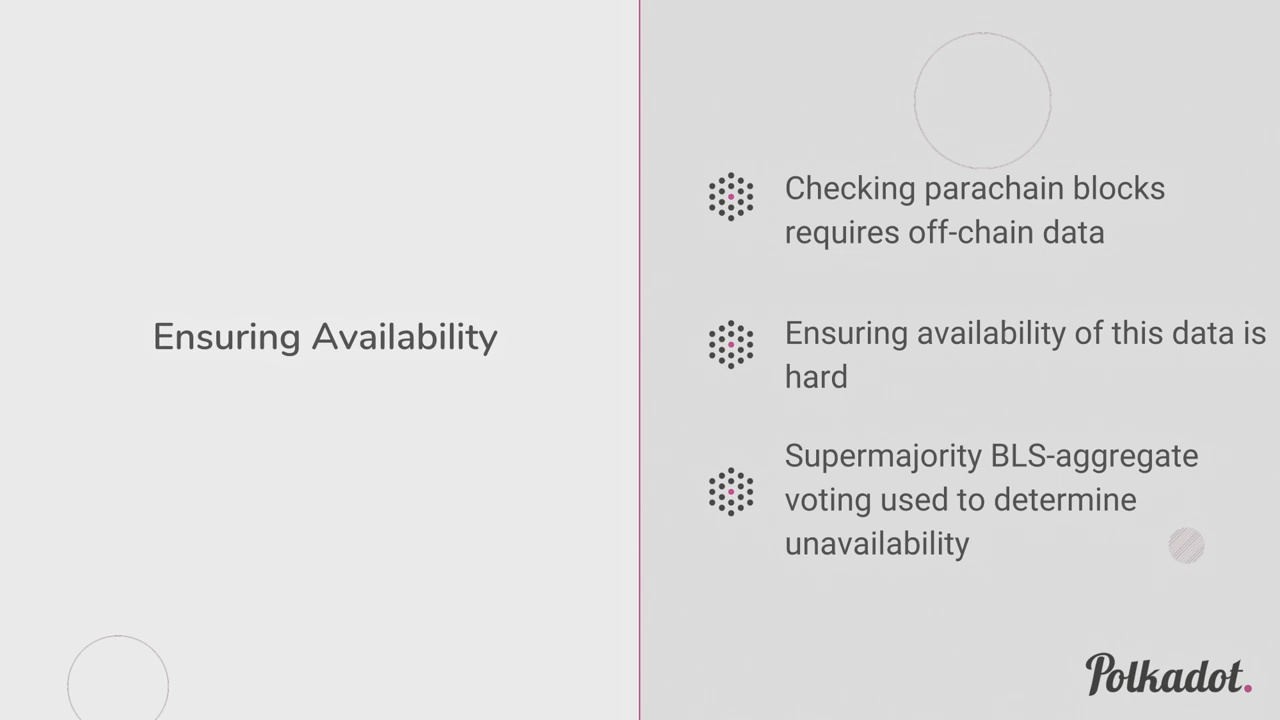 Ensuring Availability
Checking parachain blocks
requires off-chain data
Ensuring availability of this data is
hard
Supermajority BLS-aggregate
voting used to determine
unavailability
Polkadot.